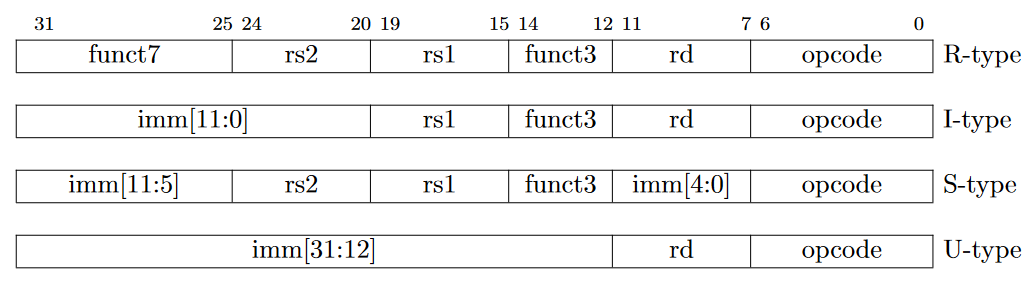 31 25 24 20 19 15 14 12 11 7 6 0
funct7 rs2 rs1 funct3 rd opcode R-type
imm[11:0] rs1 funct3 rd opcode I-type
imm[11:5] rs2 rs1 funct3 imm[4:0] opcode S-type
imm[31:12] rd opcode U-type